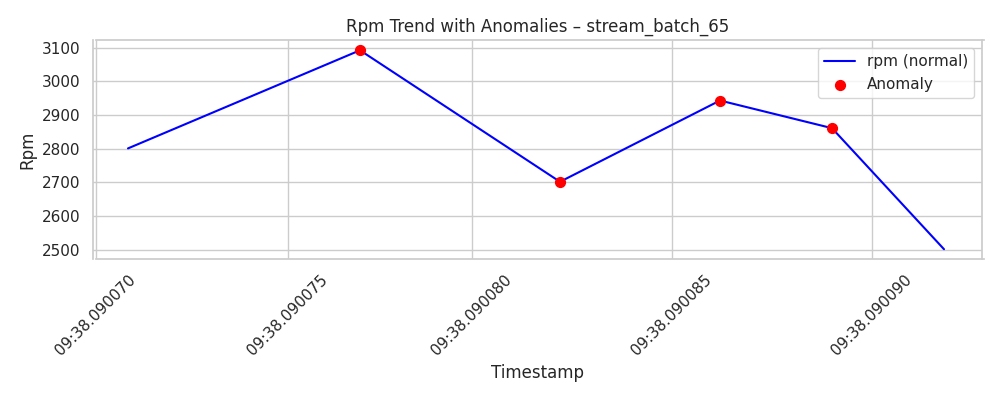 Rpm Trend with Anomalies – stream_batch_65
3100
3000
2900
2800
2700
2600
2500
Rpm
rpm (normal)
Anomaly
09:38.090070
09:38.090075
09:38.090080
09:38.090085
09:38.090090
Timestamp